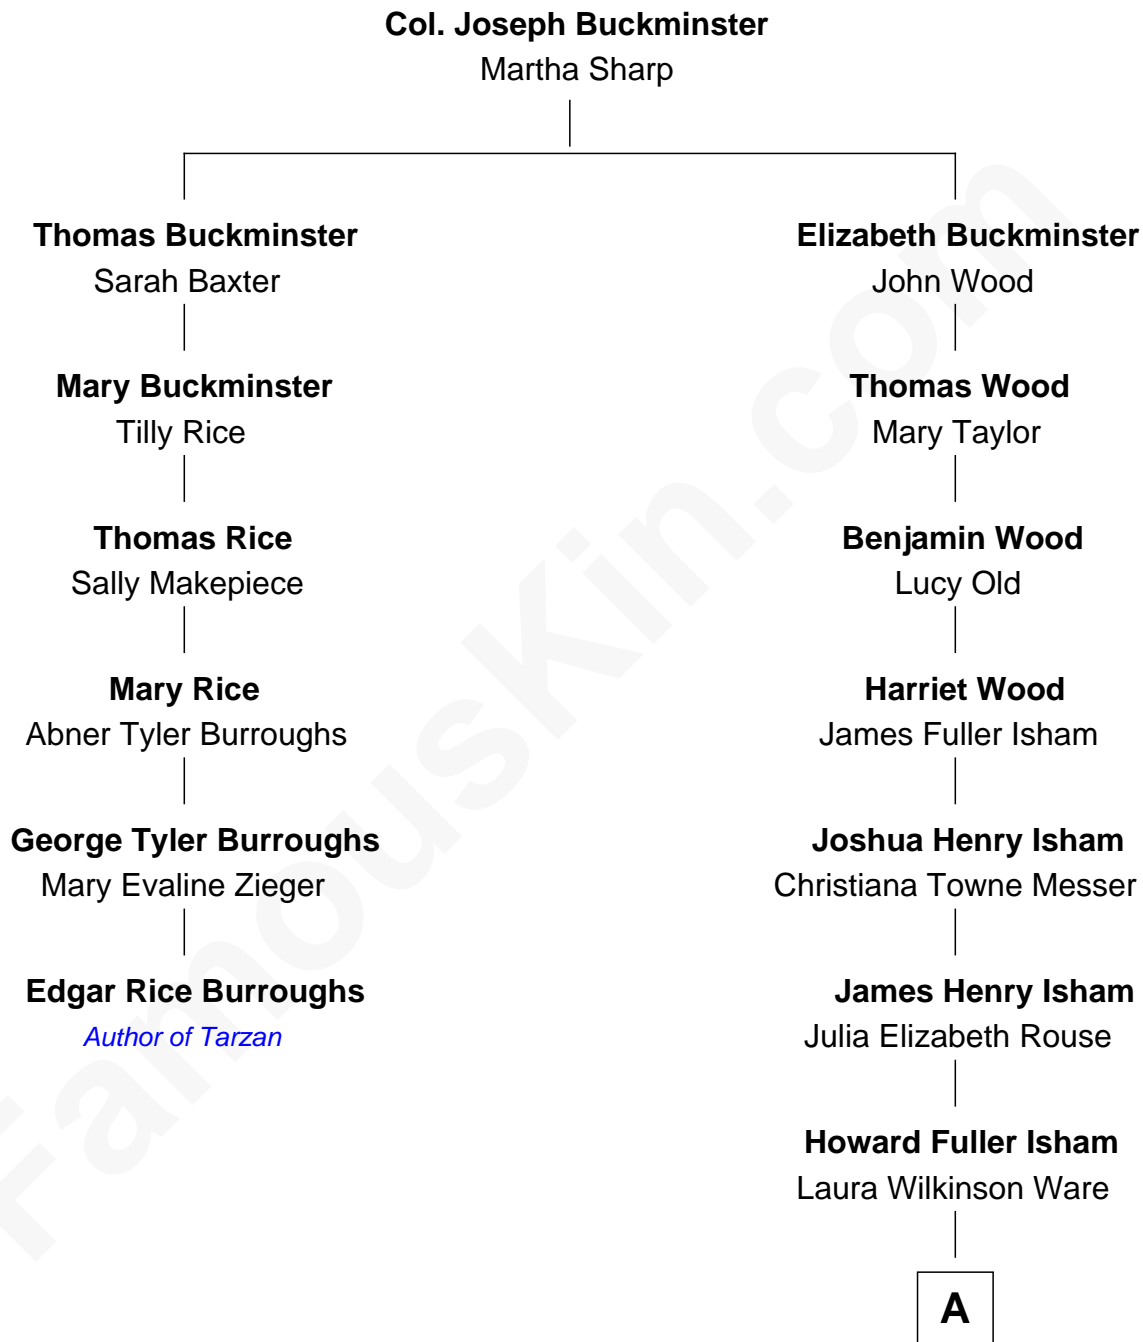 Col. Joseph Buckminster
Martha Sharp
Thomas Buckminster
Sarah Baxter
Mary Buckminster
Tilly Rice
Thomas Rice
Sally Makepiece
Mary Rice
Abner Tyler Burroughs
George Tyler Burroughs
Mary Evaline Zieger
Edgar Rice Burroughs
Author of Tarzan
Elizabeth Buckminster
John Wood
Thomas Wood
Mary Taylor
Benjamin Wood
Lucy Old
Harriet Wood
James Fuller Isham
Joshua Henry Isham
Christiana Towne Messer
James Henry Isham
Julia Elizabeth Rouse
Howard Fuller Isham
Laura Wilkinson Ware
A
FamousKin.com